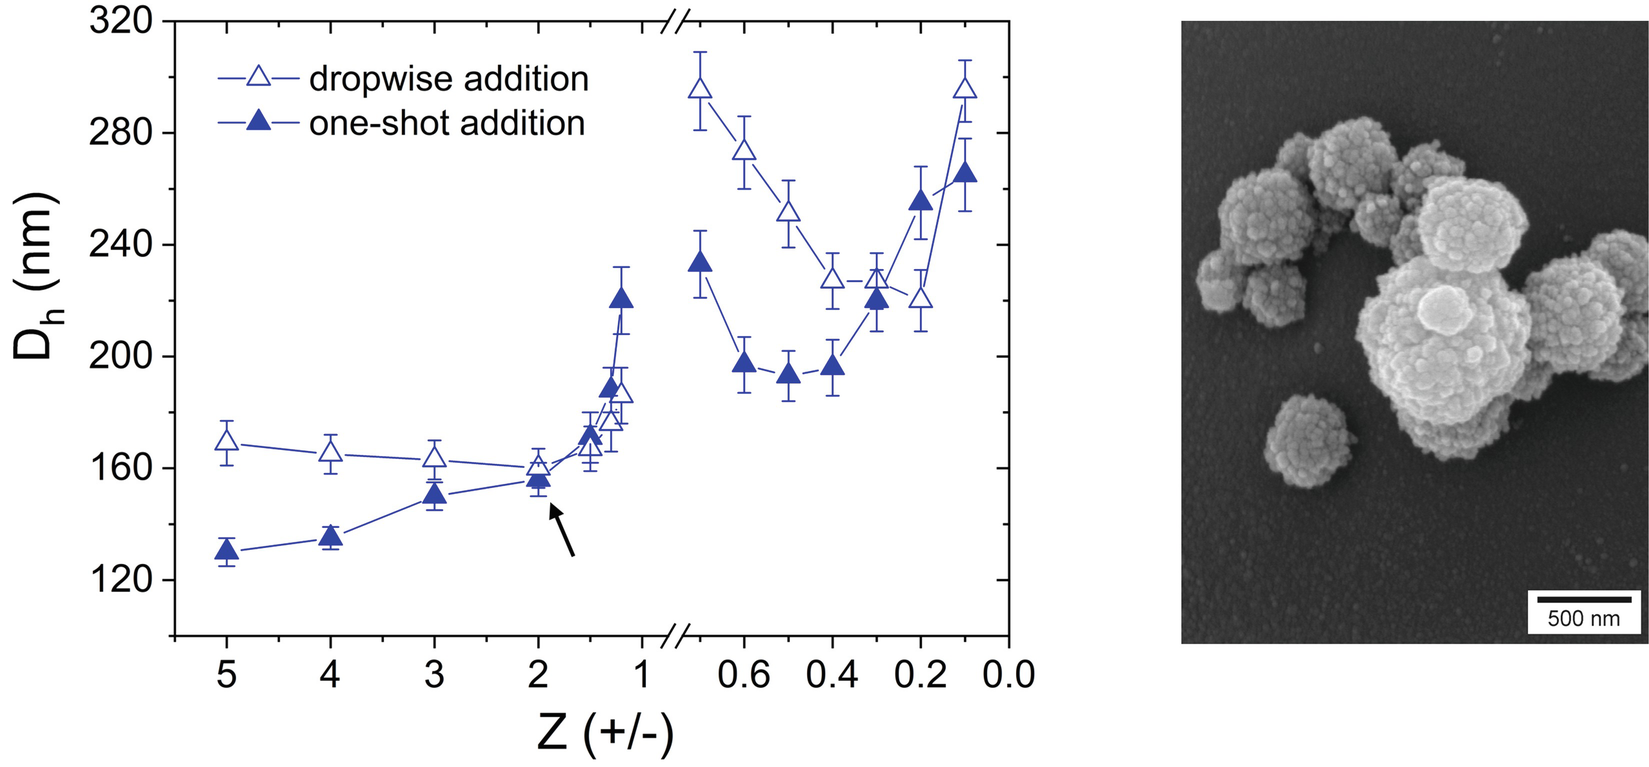 320
280
240
200
160
120
D_h (nm)
dropwise addition
one-shot addition
5 4 3 2 1 0.6 0.4 0.2 0.0
Z (+/-)
500 nm